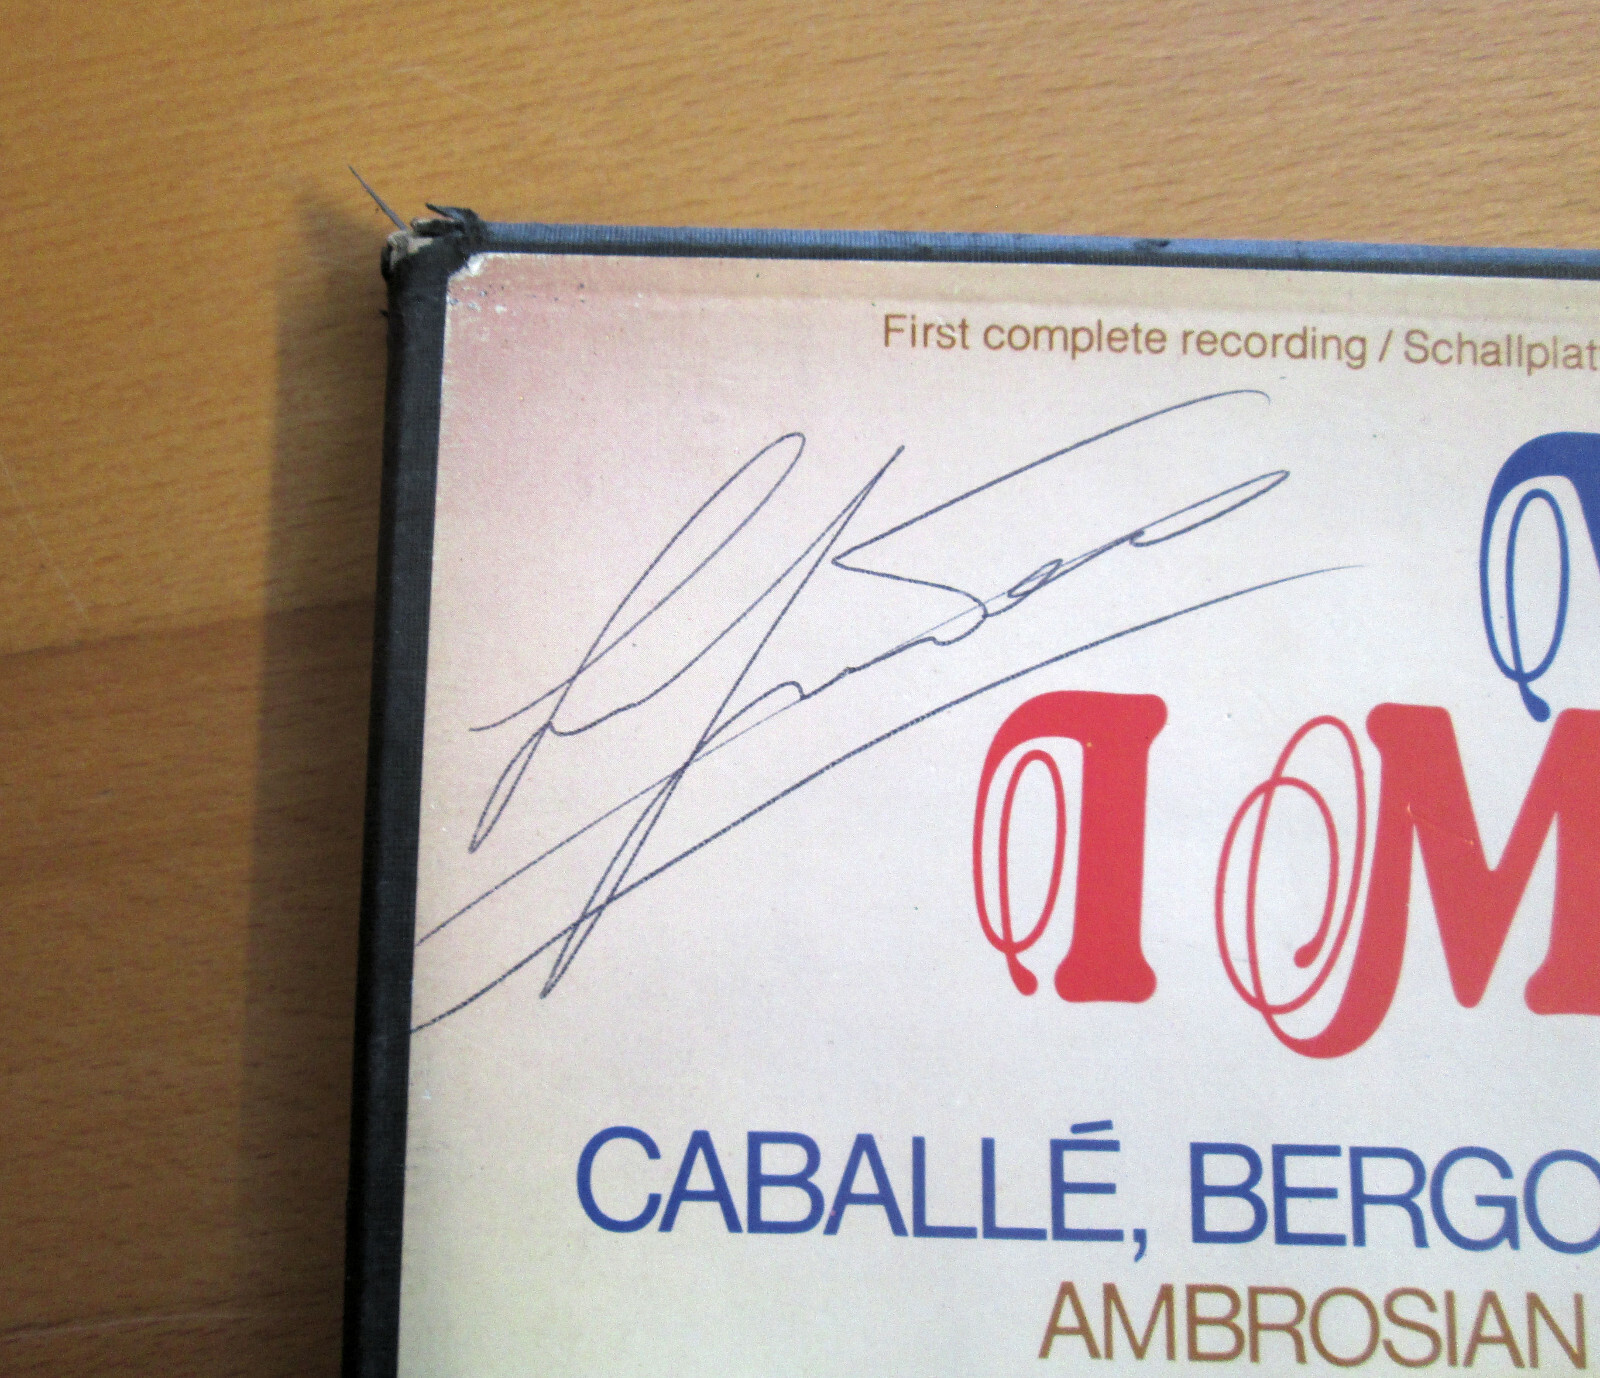 First complete recording / Schallplat
V
I M
CABALLÉ, BERGO
AMBROSIAN